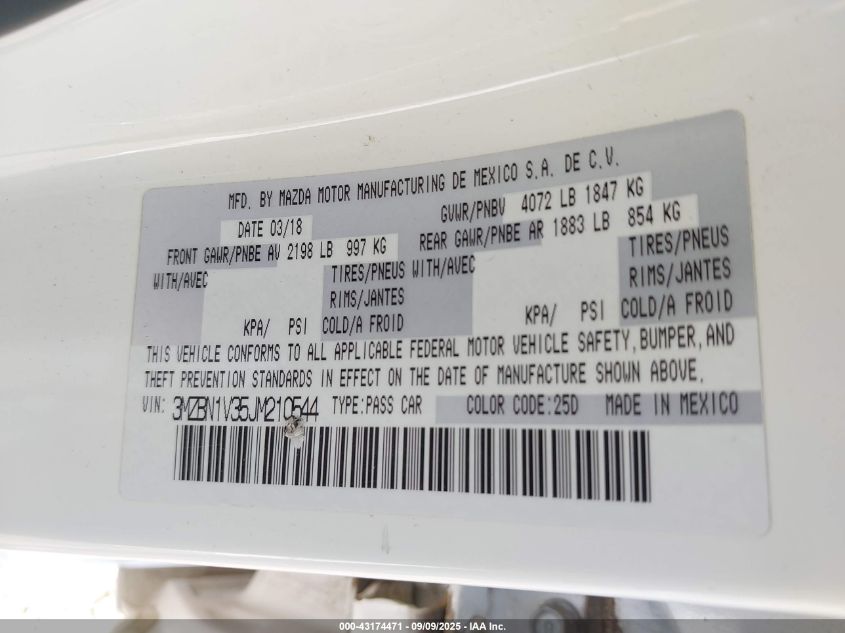 MFD. BY MAZDA MOTOR MANUFACTURING DE MEXICO S.A. DE C.V.
DATE 03/18 GVWR/PNBV 4072 LB 1847 KG
FRONT GAWR/PNBE AV 2198 LB 997 KG REAR GAWR/PNBE AR 1883 LB 854 KG
WITH/AVEC TIRES/PNEUS WITH/AVEC TIRES/PNEUS
RIMS/JANTES RIMS/JANTES
KPA/ PSI COLD/A FROID KPA/ PSI COLD/A FROID
THIS VEHICLE CONFORMS TO ALL APPLICABLE FEDERAL MOTOR VEHICLE SAFETY, BUMPER, AND
THEFT PREVENTION STANDARDS IN EFFECT ON THE DATE OF MANUFACTURE SHOWN ABOVE.
VIN: 3MZBN1V35JM210544 TYPE:PASS CAR COLOR CODE:25D MADE IN MEXICO
000-43174471 - 09/09/2025 - IAA Inc.